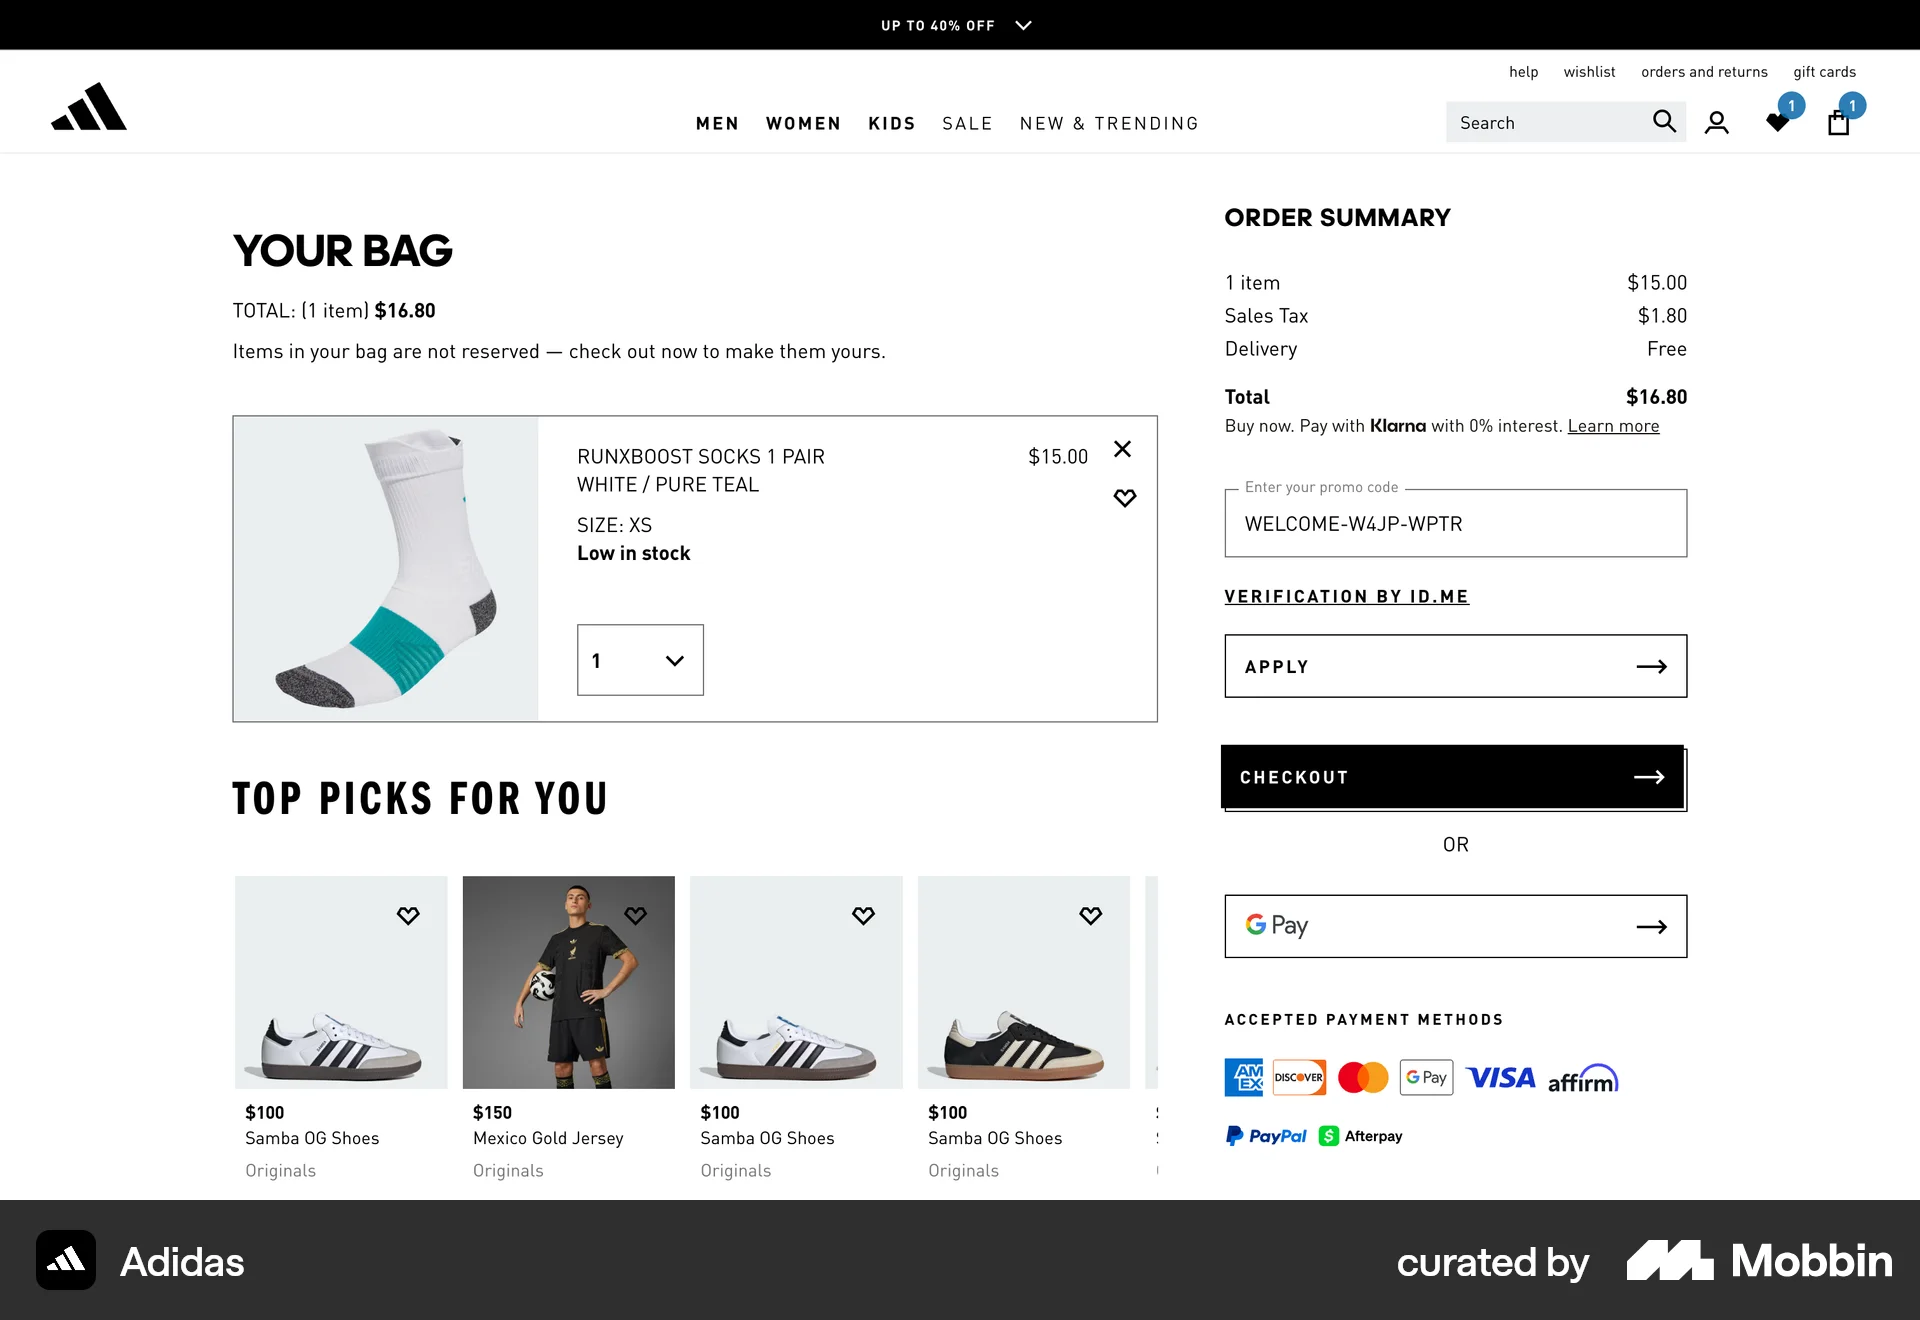 UP TO 40% OFF
help wishlist orders and returns gift cards
MEN WOMEN KIDS SALE NEW & TRENDING
Search
1
1
YOUR BAG
TOTAL: (1 item) $16.80
Items in your bag are not reserved — check out now to make them yours.
RUNXBOOST SOCKS 1 PAIR
$15.00
WHITE / PURE TEAL
SIZE: XS
Low in stock
1
TOP PICKS FOR YOU
$100
Samba OG Shoes
Originals
$150
Mexico Gold Jersey
Originals
$100
Samba OG Shoes
Originals
$100
Samba OG Shoes
Originals
ORDER SUMMARY
1 item $15.00
Sales Tax $1.80
Delivery Free
Total $16.80
Buy now. Pay with Klarna with 0% interest. Learn more
Enter your promo code
WELCOME-W4JP-WPTR
VERIFICATION BY ID.ME
APPLY
CHECKOUT
OR
G Pay
ACCEPTED PAYMENT METHODS
AM EX DISCOVER G Pay VISA affirm
PayPal Afterpay
Adidas
curated by Mobbin